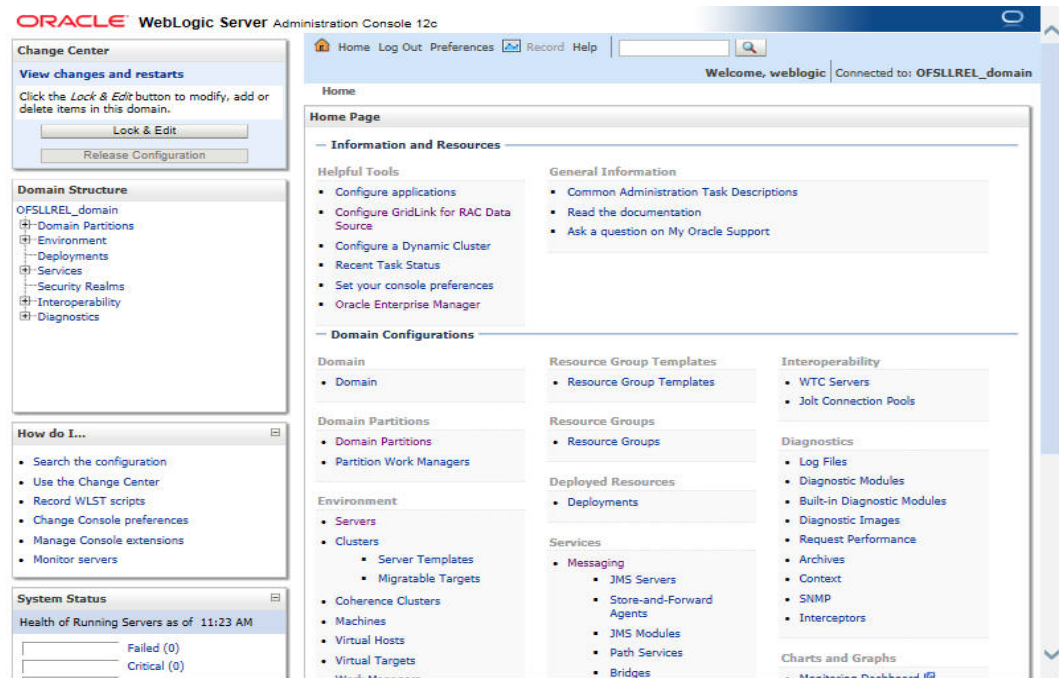 ORACLE WebLogic Server Administration Console 12c
Change Center
View changes and restarts
Click the Lock & Edit button to modify, add or
delete items in this domain.
Lock & Edit
Release Configuration
Domain Structure
OFSLLREL_domain
Domain Partitions
Environment
Deployments
Services
Security Realms
Interoperability
Diagnostics
How do I...
Search the configuration
Use the Change Center
Record WLST scripts
Change Console preferences
Manage Console extensions
Monitor servers
System Status
Health of Running Servers as of 11:23 AM
Failed (0)
Critical (0)
Home Log Out Preferences Record Help
Welcome, weblogic Connected to: OFSLLREL_domain
Home
Home Page
Information and Resources
Helpful Tools
Configure applications
Configure GridLink for RAC Data
Source
Configure a Dynamic Cluster
Recent Task Status
Set your console preferences
Oracle Enterprise Manager
General Information
Common Administration Task Descriptions
Read the documentation
Ask a question on My Oracle Support
Domain Configurations
Domain
Domain
Domain Partitions
Domain Partitions
Partition Work Managers
Environment
Servers
Clusters
Server Templates
Migratable Targets
Coherence Clusters
Machines
Virtual Hosts
Virtual Targets
Work Managers
Resource Group Templates
Resource Group Templates
Resource Groups
Resource Groups
Deployed Resources
Deployments
Services
Messaging
JMS Servers
Store-and-Forward
Agents
JMS Modules
Path Services
Bridges
Interoperability
WTC Servers
Jolt Connection Pools
Diagnostics
Log Files
Diagnostic Modules
Built-in Diagnostic Modules
Diagnostic Images
Request Performance
Archives
Context
SNMP
Interceptors
Charts and Graphs
Monitoring Dashboard